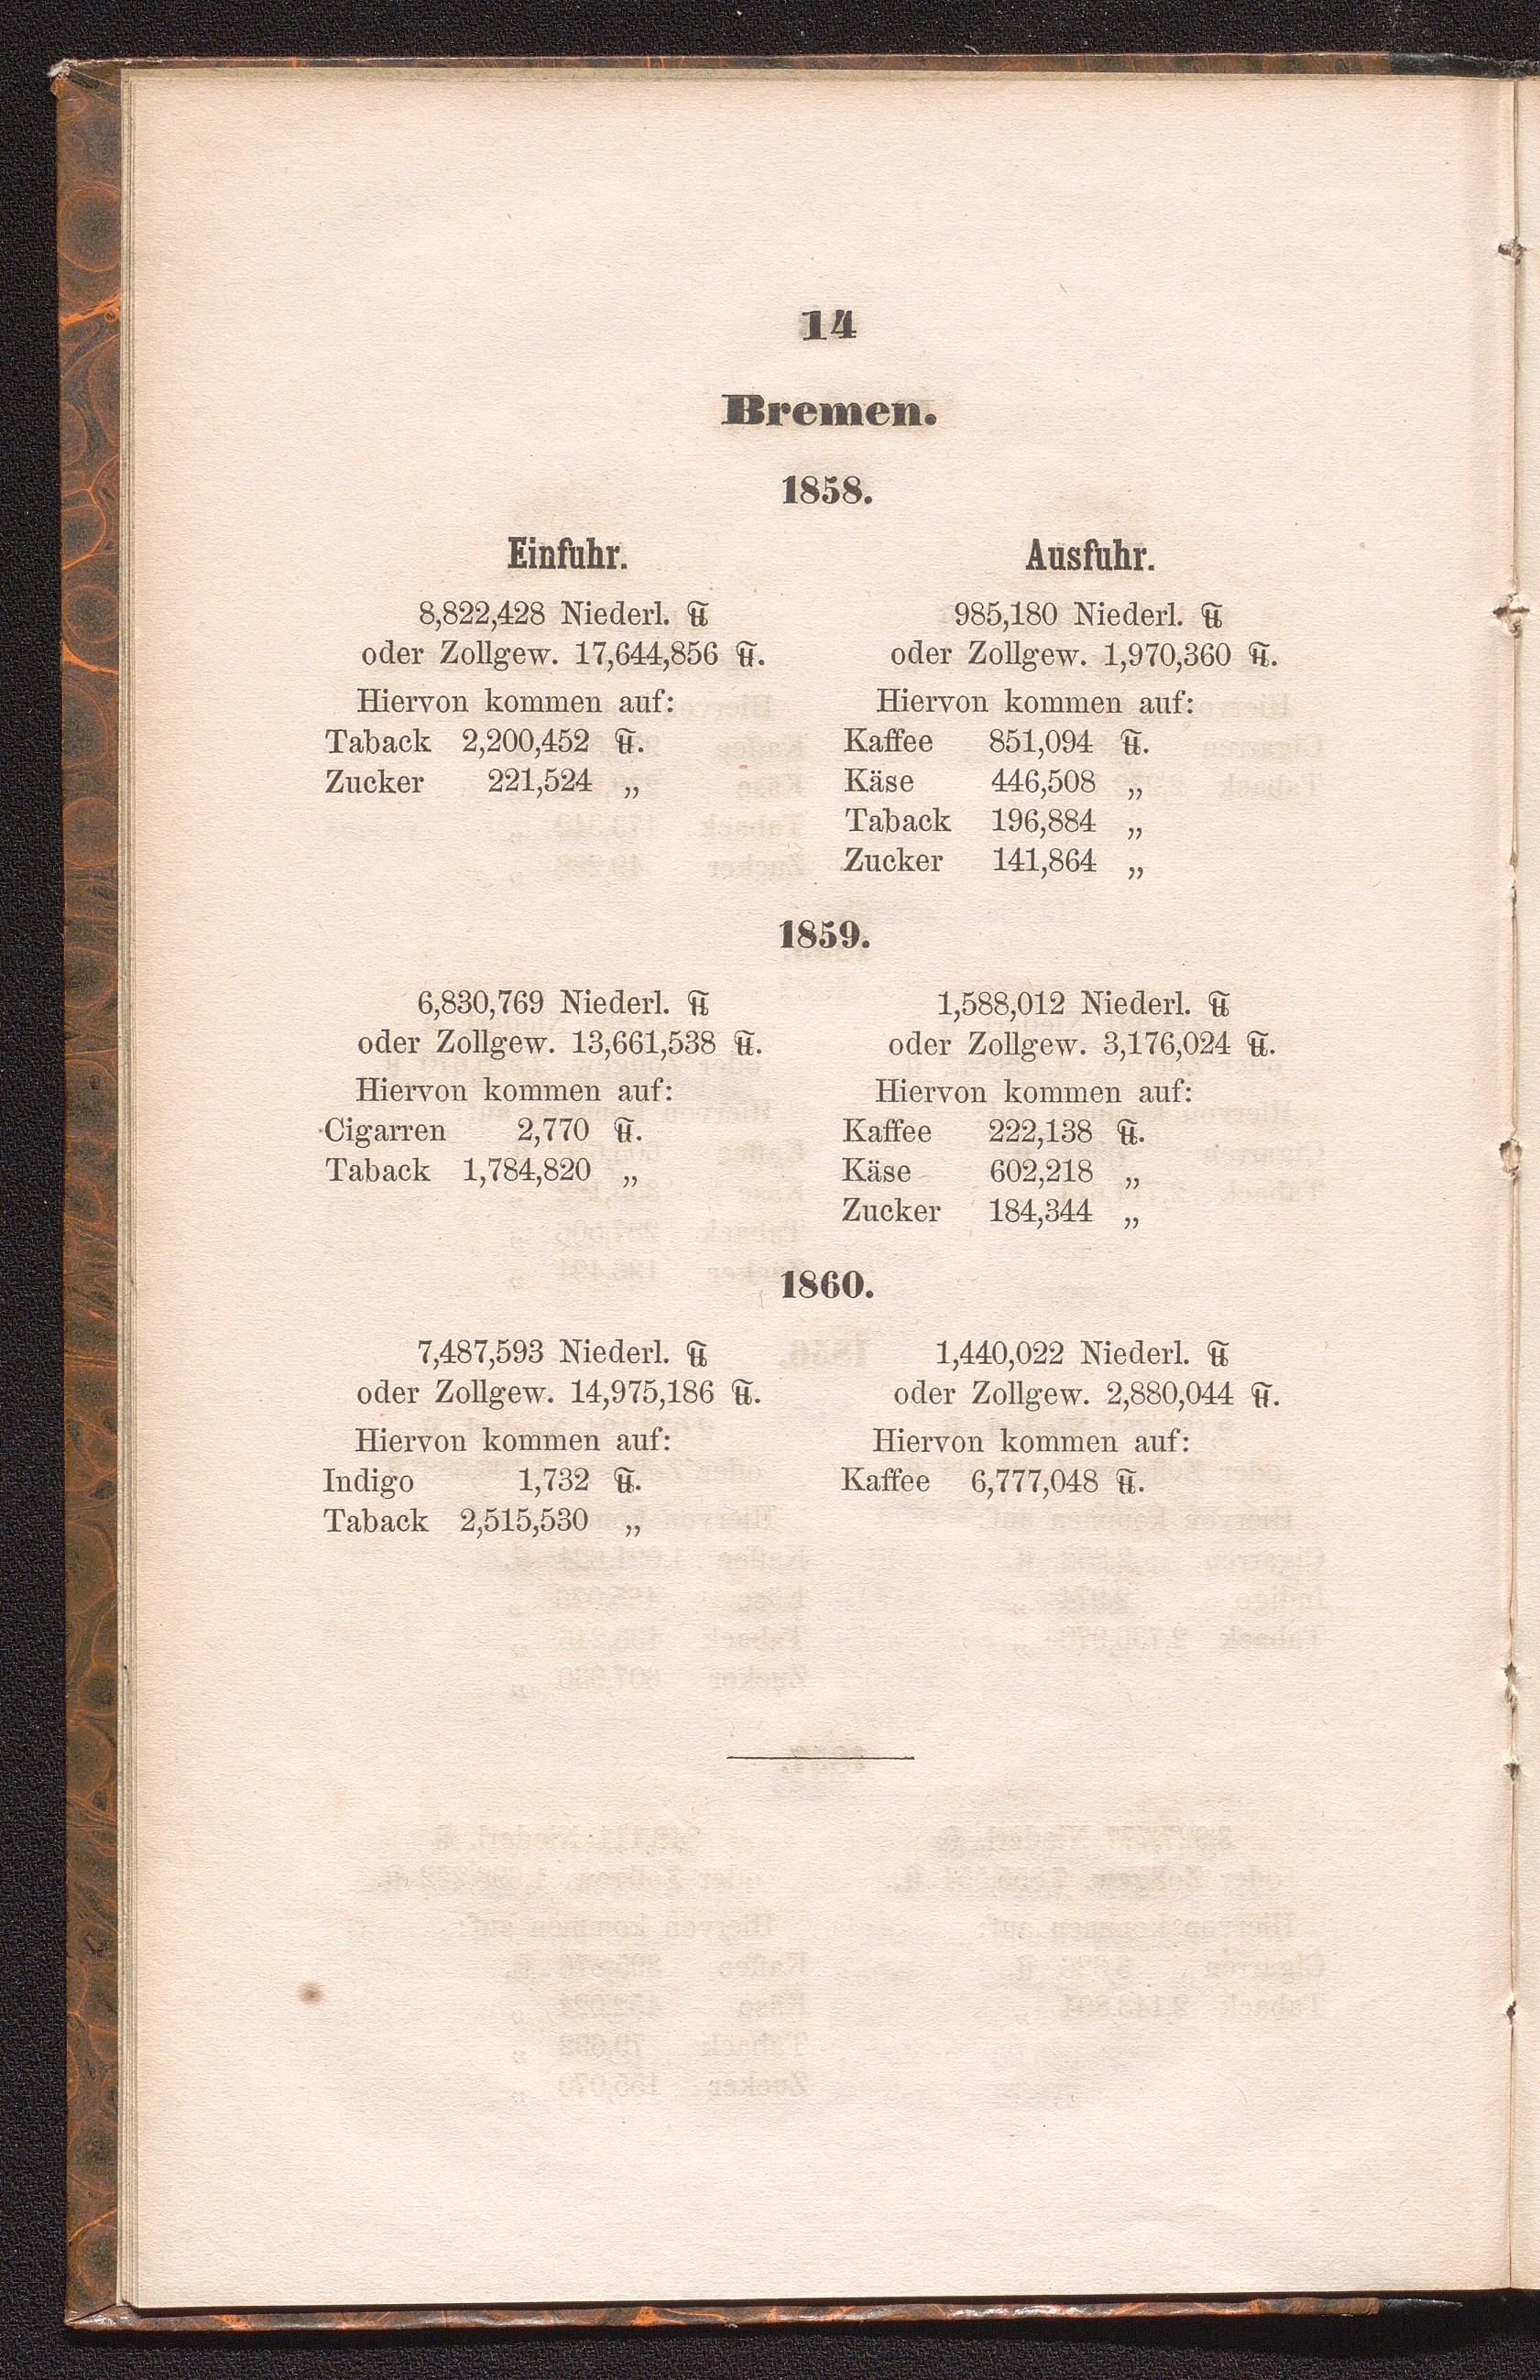 14
Bremen.
1858.
Einfuhr.
8,822,428 Niederl. ℔
oder Zollgew. 17,644,856 ℔.
Hiervon kommen auf:
Taback 2,200,452 ℔.
Zucker 221,524 „
Ausfuhr.
985,180 Niederl. ℔
oder Zollgew. 1,970,360 ℔.
Hiervon kommen auf:
Kaffee 851,094 ℔.
Käse 446,508 „
Taback 196,884 „
Zucker 141,864 „
1859.
6,830,769 Niederl. ℔
oder Zollgew. 13,661,538 ℔.
Hiervon kommen auf:
Cigarren 2,770 ℔.
Taback 1,784,820 „
1,588,012 Niederl. ℔
oder Zollgew. 3,176,024 ℔.
Hiervon kommen auf:
Kaffee 222,138 ℔.
Käse 602,218 „
Zucker 184,344 „
1860.
7,487,593 Niederl. ℔
oder Zollgew. 14,975,186 ℔.
Hiervon kommen auf:
Indigo 1,732 ℔.
Taback 2,515,530 „
1,440,022 Niederl. ℔
oder Zollgew. 2,880,044 ℔.
Hiervon kommen auf:
Kaffee 6,777,048 ℔.